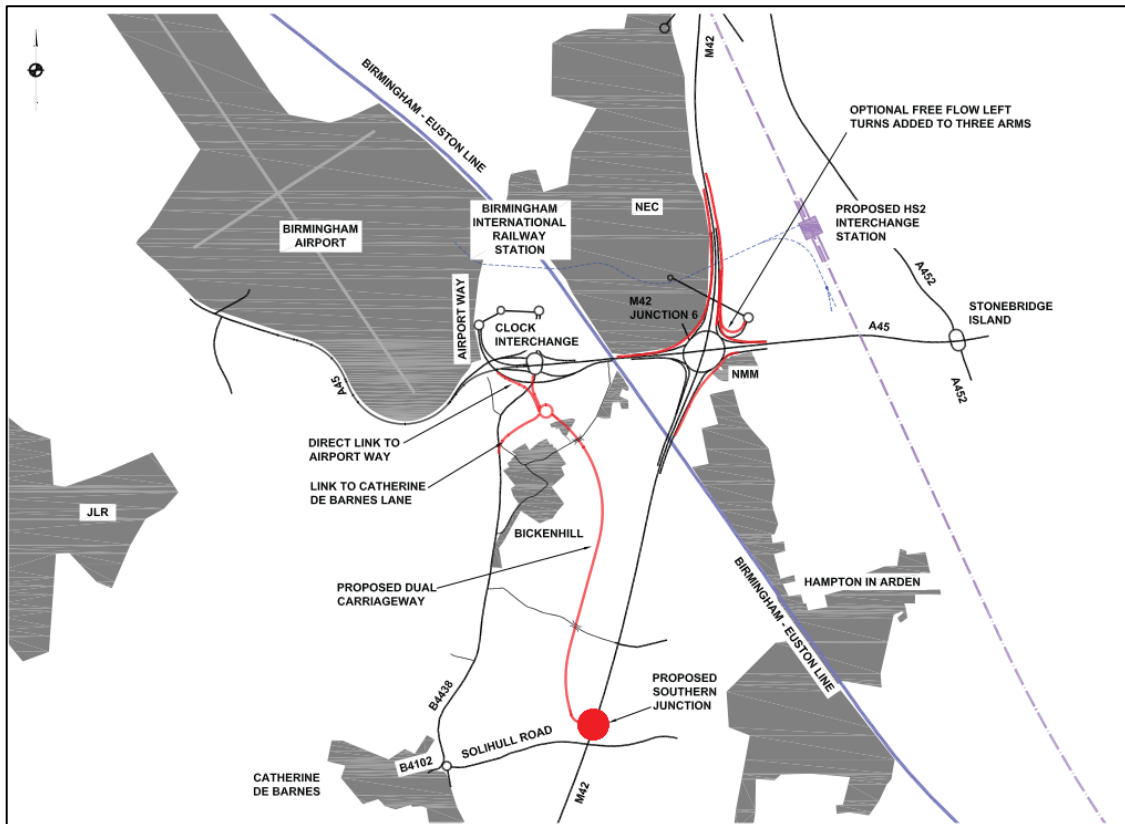 M42
BIRMINGHAM - EUSTON LINE
OPTIONAL FREE FLOW LEFT
TURNS ADDED TO THREE ARMS
BIRMINGHAM
AIRPORT
BIRMINGHAM
INTERNATIONAL
RAILWAY
STATION
NEC
PROPOSED HS2
INTERCHANGE
STATION
A452
AIRPORT WAY
CLOCK
INTERCHANGE
M42
JUNCTION 6
A45
STONEBRIDGE
ISLAND
NMM
A452
A45
DIRECT LINK TO
AIRPORT WAY
LINK TO CATHERINE
DE BARNES LANE
JLR
BICKENHILL
PROPOSED DUAL
CARRIAGEWAY
HAMPTON IN ARDEN
BIRMINGHAM - EUSTON LINE
PROPOSED
SOUTHERN
JUNCTION
B4438
SOLIHULL ROAD
B4102
CATHERINE
DE BARNES
M42